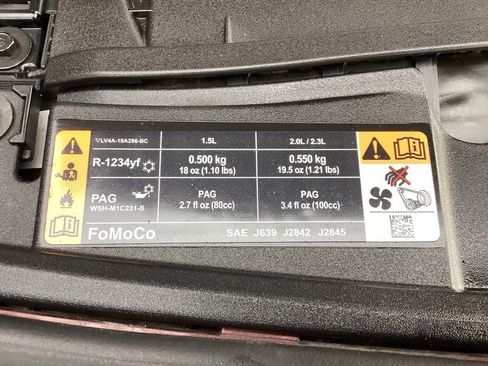 ▽LV4A-19A286-BC 1.5L 2.0L / 2.3L
R-1234yf 0.500 kg 0.550 kg
18 oz (1.10 lbs) 19.5 oz (1.21 lbs)
PAG PAG PAG
WSH-M1C231-B 2.7 fl oz (80cc) 3.4 fl oz (100cc)
FoMoCo SAE J639 J2842 J2845